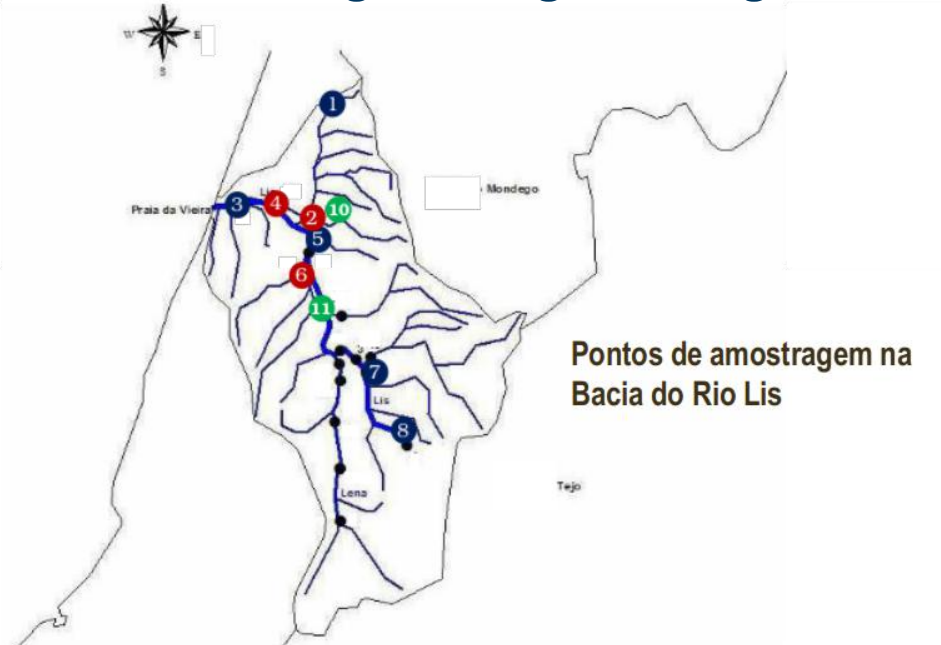 W
E
S
1
Mondego
Praia da Vieira
3
4
2
10
5
6
11
Pontos de amostragem na
Bacia do Rio Lis
7
Lis
8
Tejo
Lena